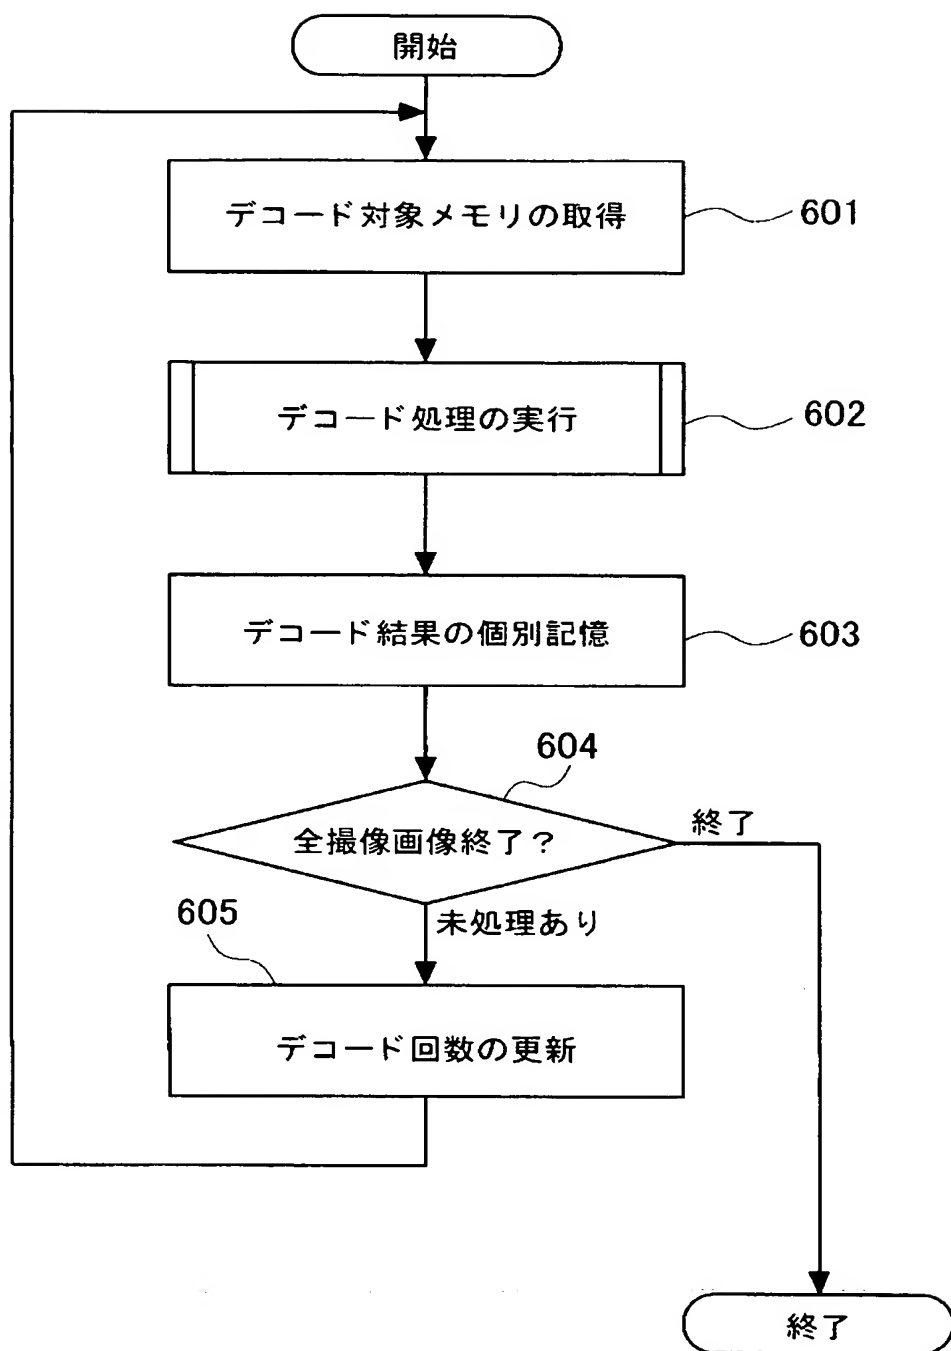 開始
デコード対象メモリの取得
601
デコード処理の実行
602
デコード結果の個別記憶
603
604
全撮像画像終了？
終了
未処理あり
605
デコード回数の更新
終了